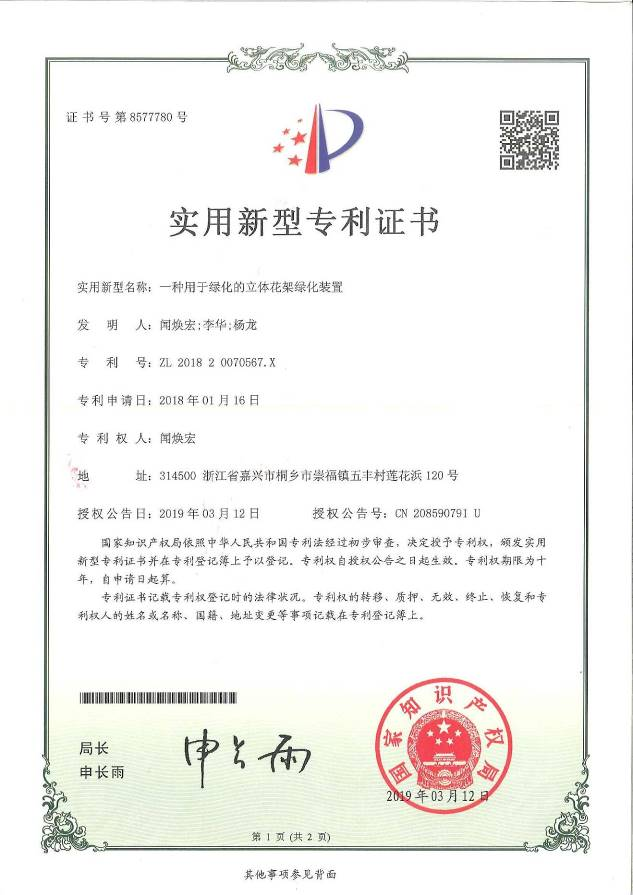 证书号第8577780号
实用新型专利证书
实用新型名称：一种用于绿化的立体花架绿化装置
发 明 人：闻焕宏;李华;杨龙
专 利 号：ZL 2018 2 0070567.X
专利申请日：2018年01月16日
专 利 权 人：闻焕宏
地 址：314500 浙江省嘉兴市桐乡市崇福镇五丰村莲花浜120号
授权公告日：2019年03月12日 授权公告号：CN 208590791 U
国家知识产权局依照中华人民共和国专利法经过初步审查，决定授予专利权，颁发实用
新型专利证书并在专利登记簿上予以登记。专利权自授权公告之日起生效。专利权期限为十
年，自申请日起算。
专利证书记载专利权登记时的法律状况。专利权的转移、质押、无效、终止、恢复和专
利权人的姓名或名称、国籍、地址变更等事项记载在专利登记簿上。
局长
申长雨
申长雨
国家知识产权局
2019年03月12日
第 1 页 (共 2 页)
其他事项参见背面